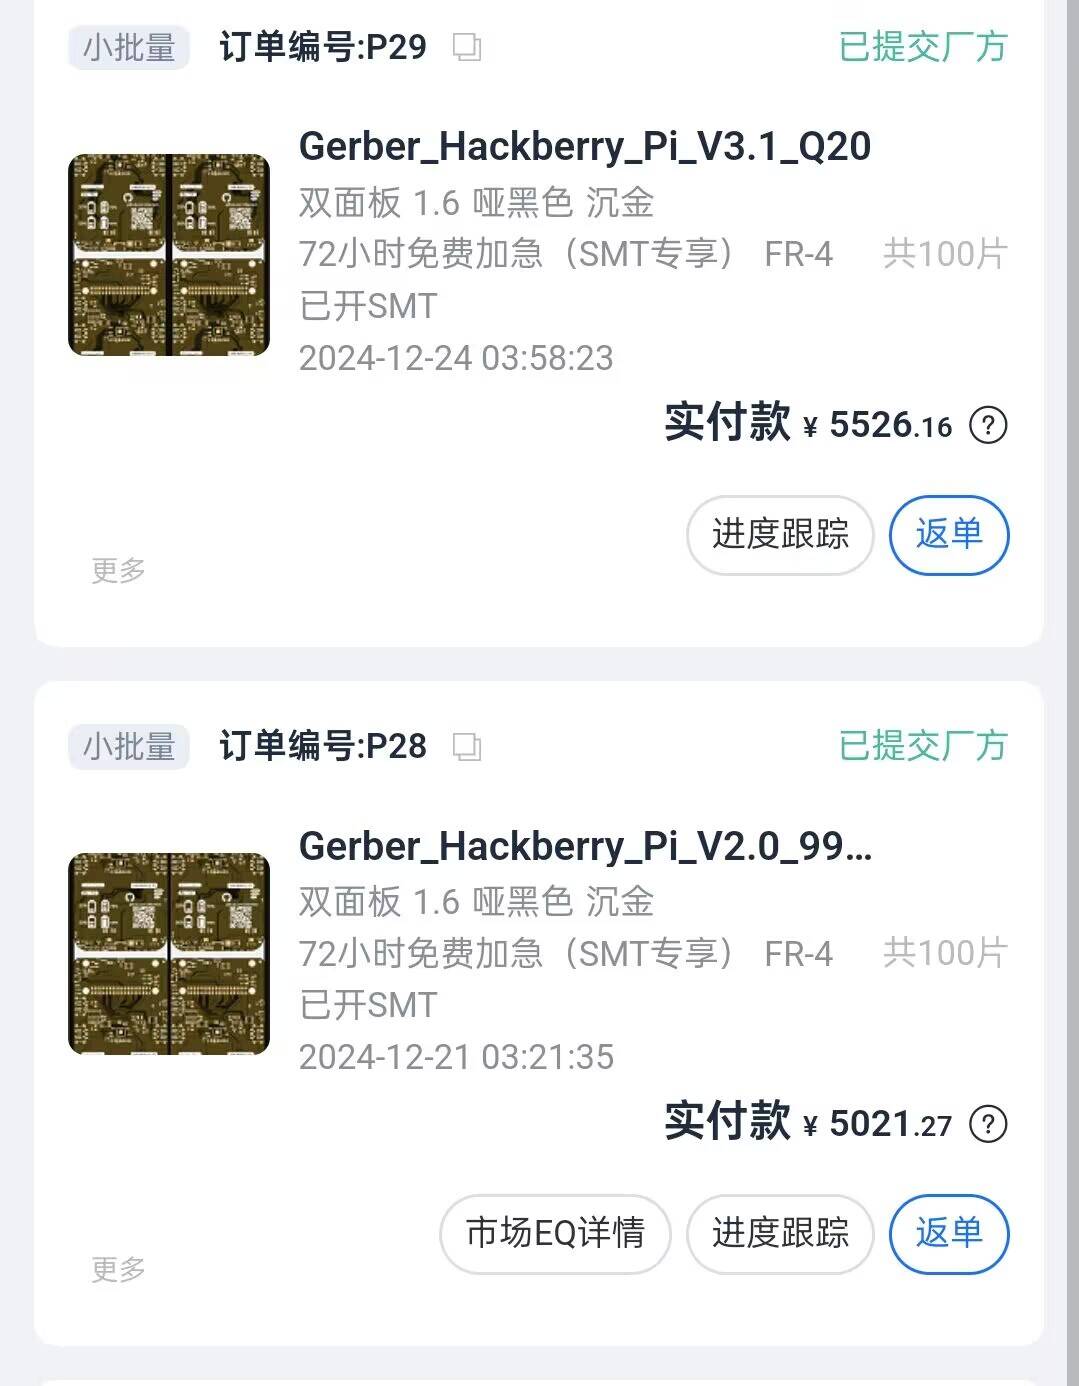 小批量 订单编号:P29 已提交厂方
Gerber_Hackberry_Pi_V3.1_Q20
双面板 1.6 哑黑色 沉金
72小时免费加急（SMT专享） FR-4 共100片
已开SMT
2024-12-24 03:58:23
实付款 ¥ 5526.16 ?
进度跟踪 返单
更多
小批量 订单编号:P28 已提交厂方
Gerber_Hackberry_Pi_V2.0_99...
双面板 1.6 哑黑色 沉金
72小时免费加急（SMT专享） FR-4 共100片
已开SMT
2024-12-21 03:21:35
实付款 ¥ 5021.27 ?
市场EQ详情 进度跟踪 返单
更多